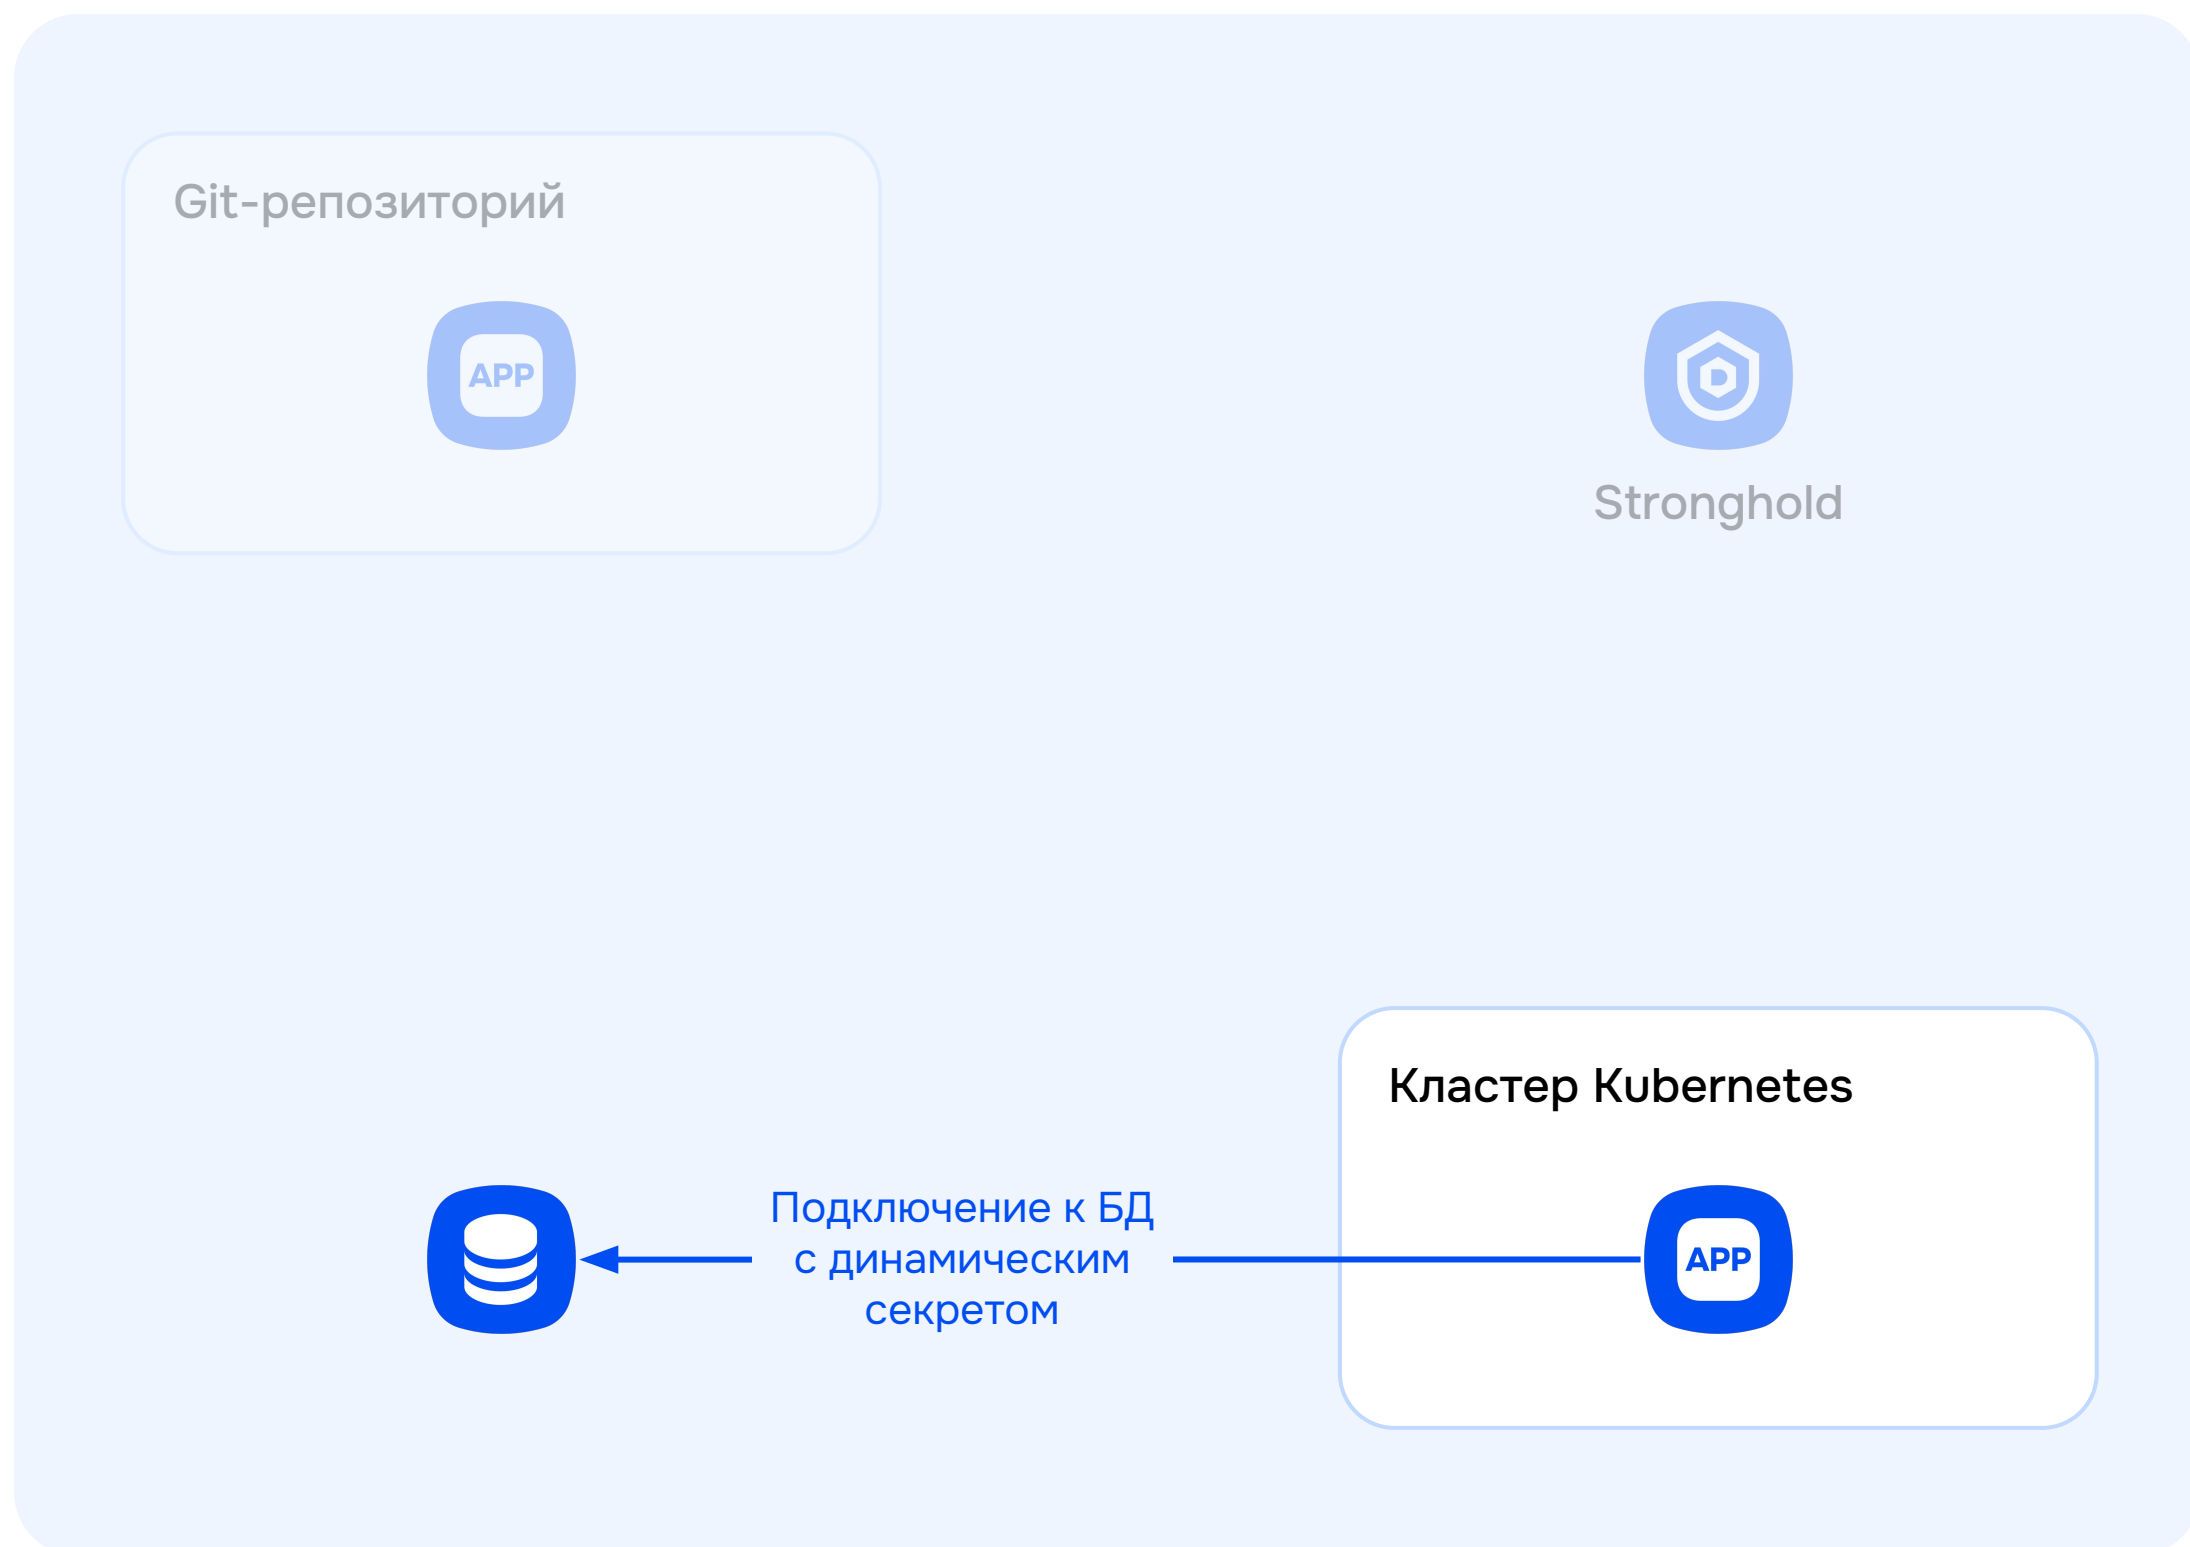 Git-репозиторий
APP
Stronghold
Кластер Kubernetes
Подключение к БД
с динамическим
секретом
APP